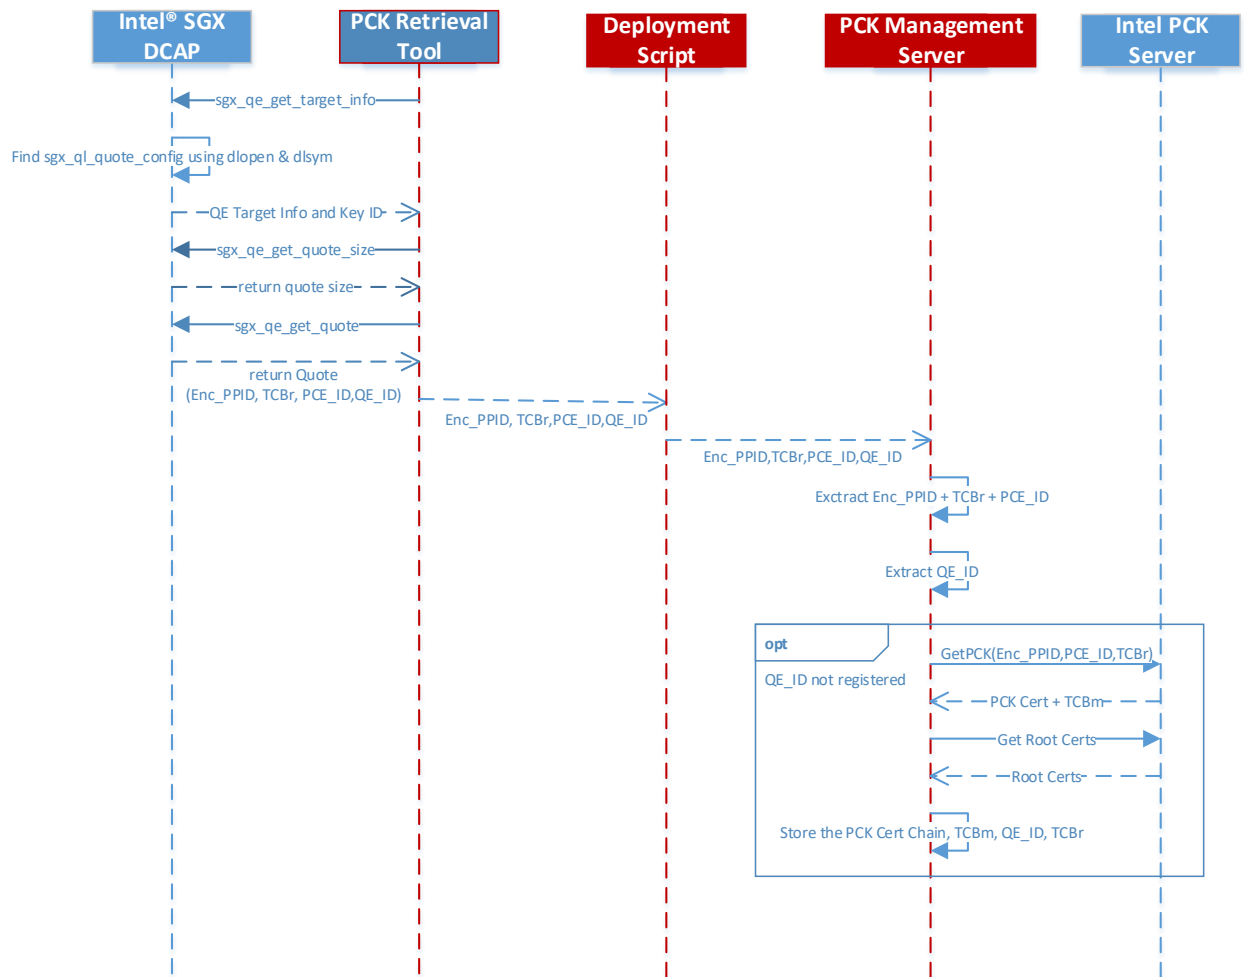 Intel® SGX
DCAP
PCK Retrieval
Tool
Deployment
Script
PCK Management
Server
Intel PCK
Server
sgx_qe_get_target_info
Find sgx_ql_quote_config using dlopen & dlsym
QE Target Info and Key ID
sgx_qe_get_quote_size
return quote size
sgx_qe_get_quote
return Quote
(Enc_PPID, TCBr, PCE_ID,QE_ID)
Enc_PPID, TCBr,PCE_ID,QE_ID
Enc_PPID,TCBr,PCE_ID,QE_ID
Exctract Enc_PPID + TCBr + PCE_ID
Extract QE_ID
opt
QE_ID not registered
GetPCK(Enc_PPID,PCE_ID,TCBr)
PCK Cert + TCBm
Get Root Certs
Root Certs
Store the PCK Cert Chain, TCBm, QE_ID, TCBr